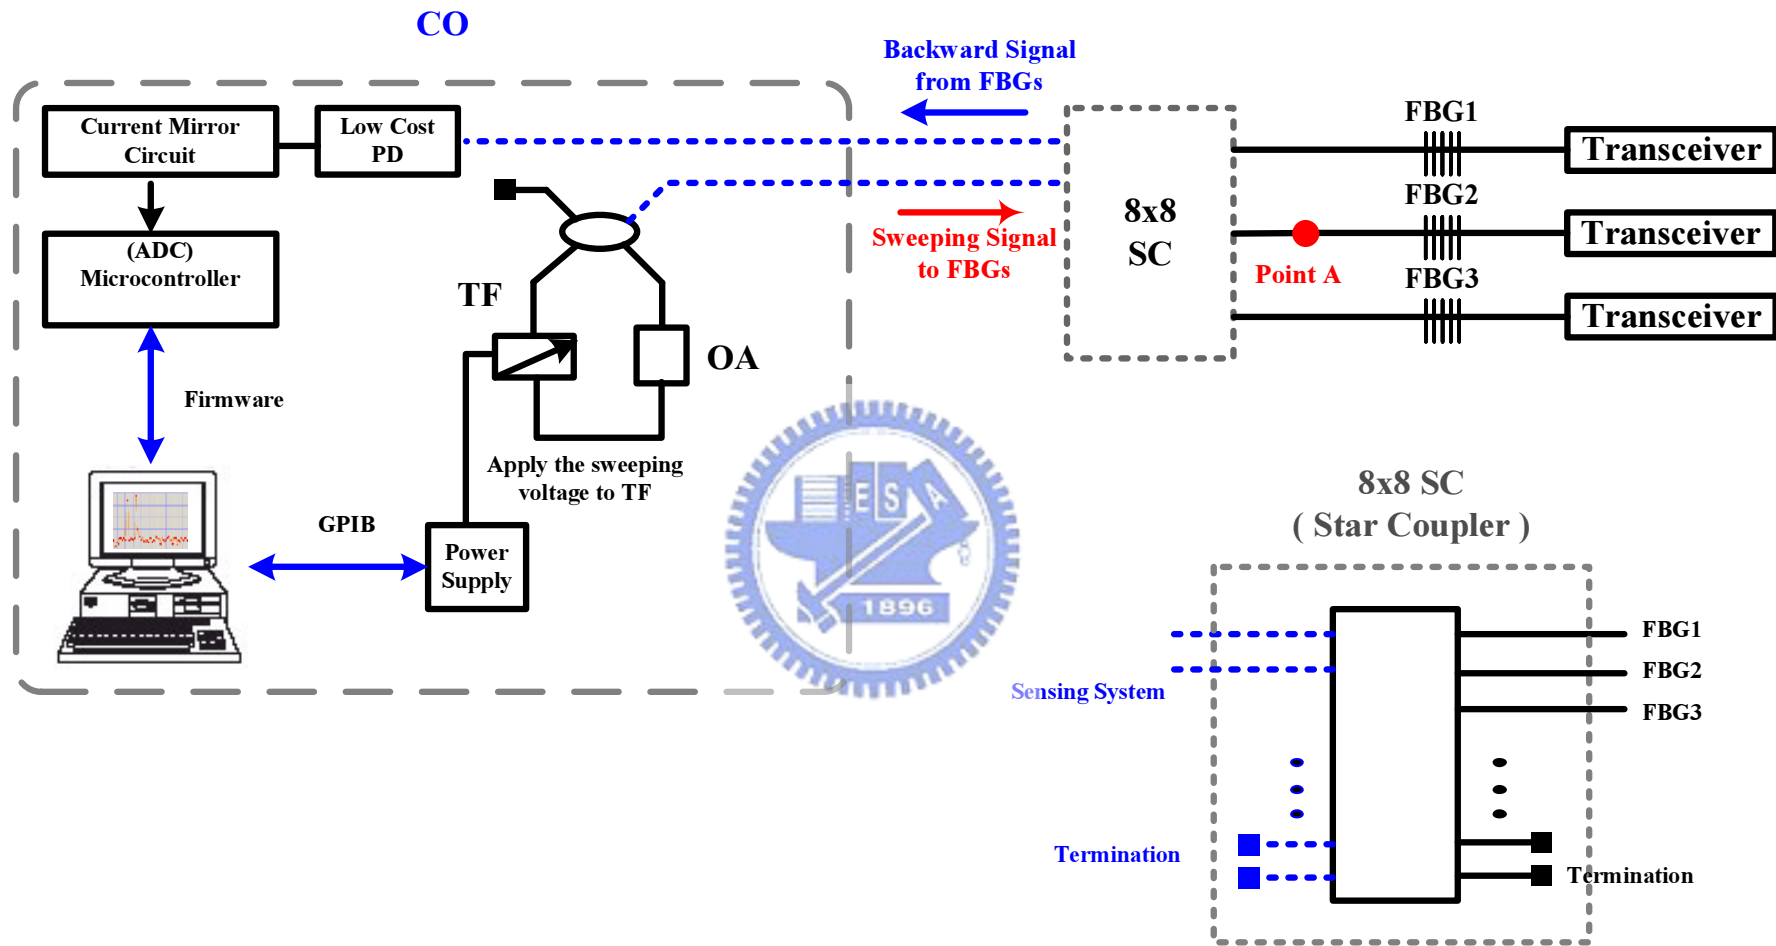 CO
Backward Signal
from FBGs
Current Mirror
Circuit
Low Cost
PD
FBG1
Transceiver
8x8
SC
FBG2
Transceiver
Sweeping Signal
to FBGs
Point A
(ADC)
Microcontroller
FBG3
Transceiver
TF
OA
Firmware
Apply the sweeping
voltage to TF
GPIB
Power
Supply
E S A
1896
8x8 SC
( Star Coupler )
FBG1
FBG2
FBG3
Sensing System
Termination
Termination